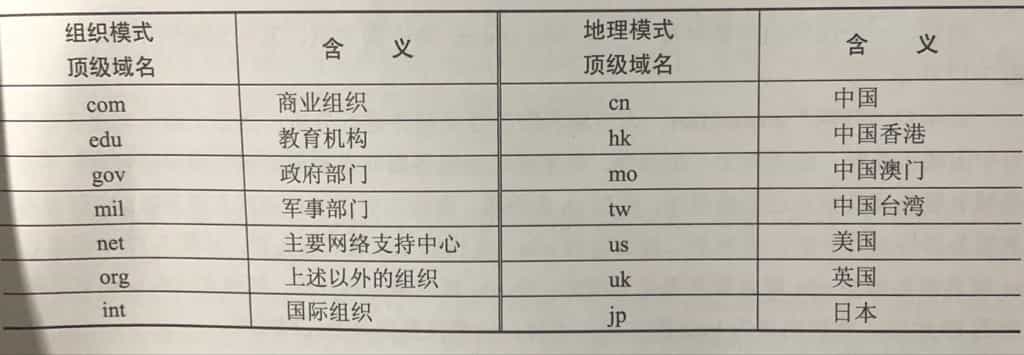 组织模式 顶级域名 含 义 地理模式 顶级域名 含 义
com 商业组织 cn 中国
edu 教育机构 hk 中国香港
gov 政府部门 mo 中国澳门
mil 军事部门 tw 中国台湾
net 主要网络支持中心 us 美国
org 上述以外的组织 uk 英国
int 国际组织 jp 日本